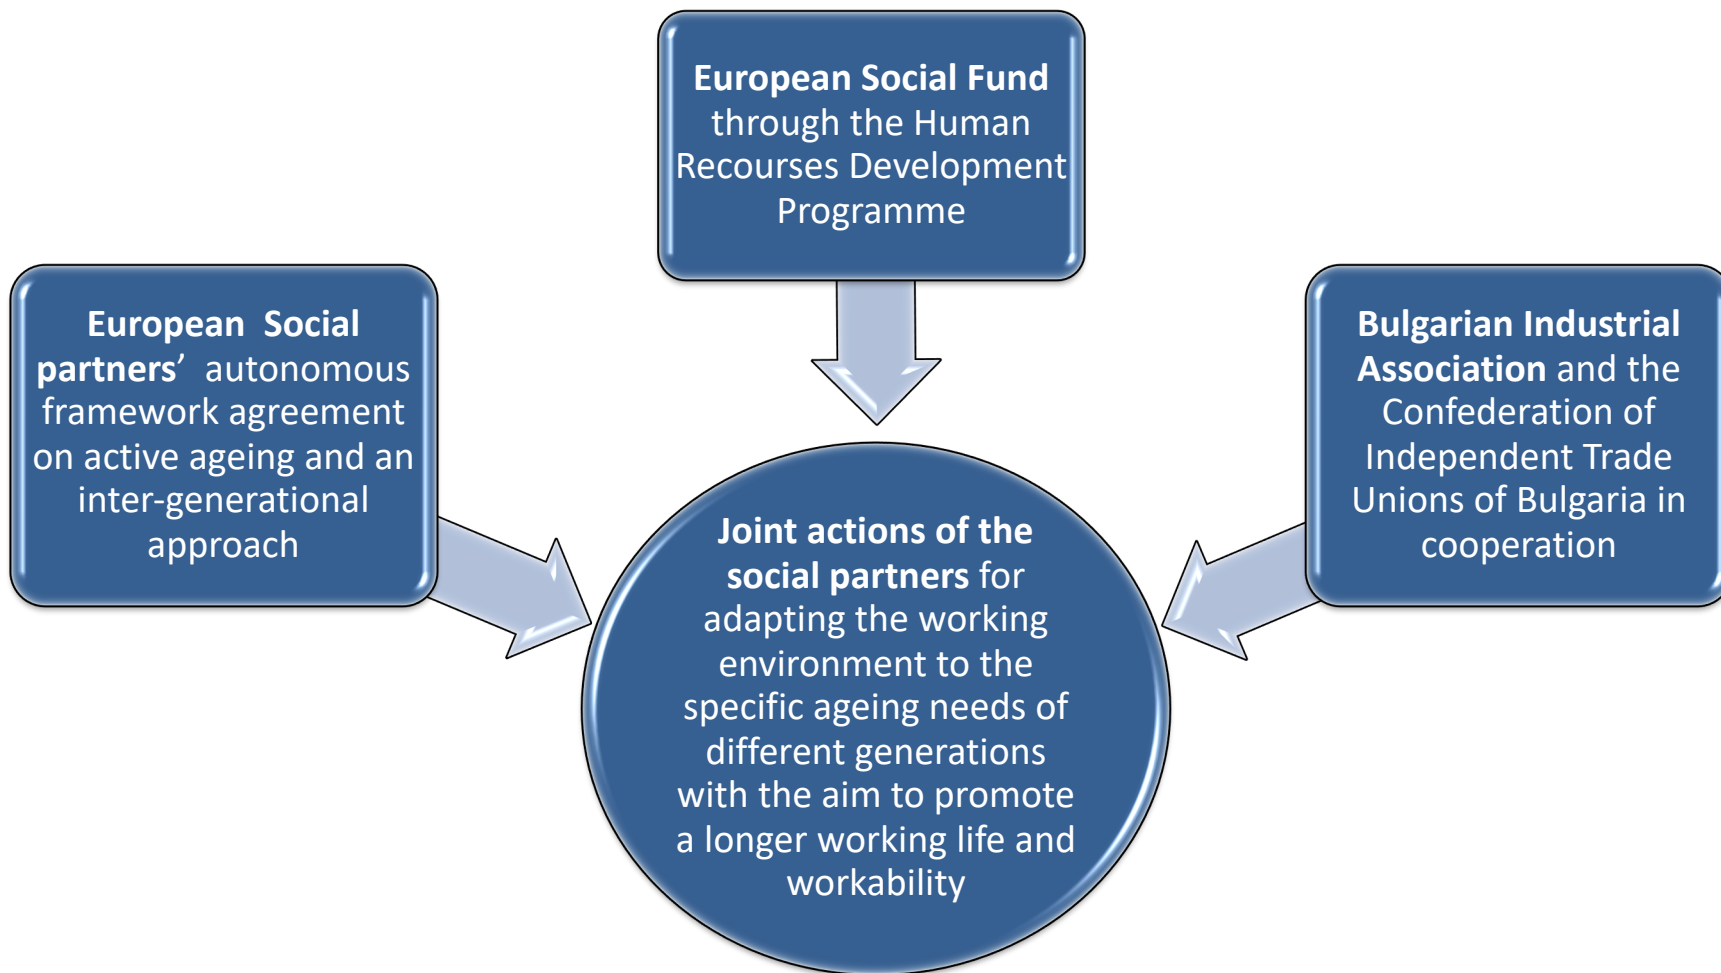 European Social Fund
through the Human
Recourses Development
Programme
European  Social
partners’  autonomous
framework agreement
on active ageing and an
inter-generational
approach
Bulgarian Industrial
Association and the
Confederation of
Independent Trade
Unions of Bulgaria in
cooperation
Joint actions of the
social partners for
adapting the working
environment to the
specific ageing needs of
different generations
with the aim to promote
a longer working life and
workability